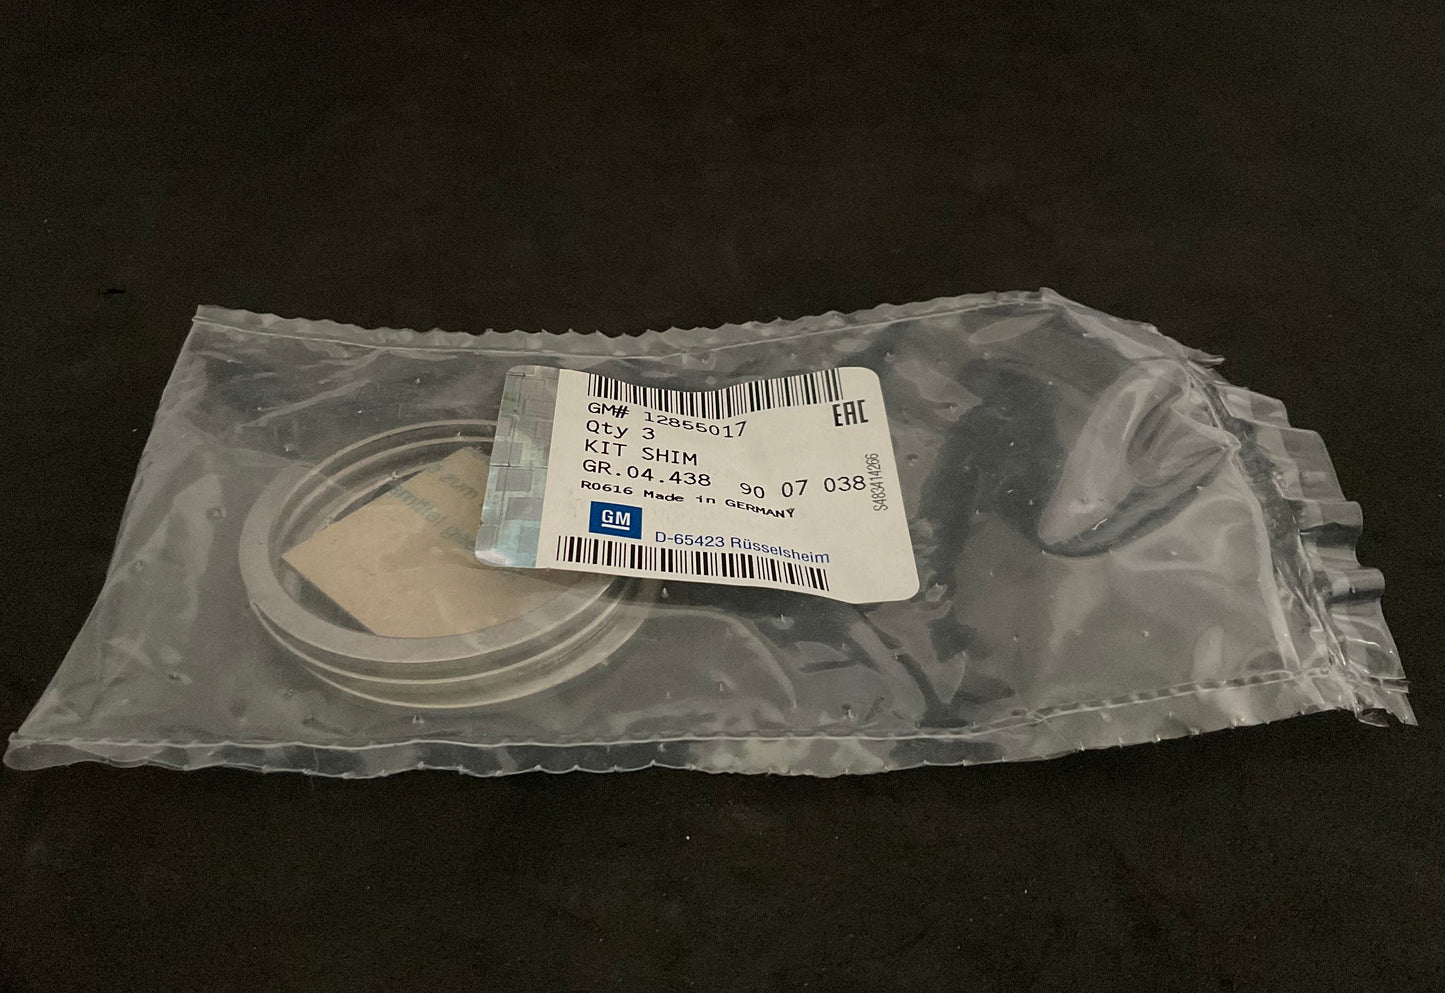 GM# 12855017
EAC
Qty 3
KIT SHIM
GR.04.438 90 07 038
R0616 Made in GERMANY
GM
D-65423 Rüsselsheim
S483414266